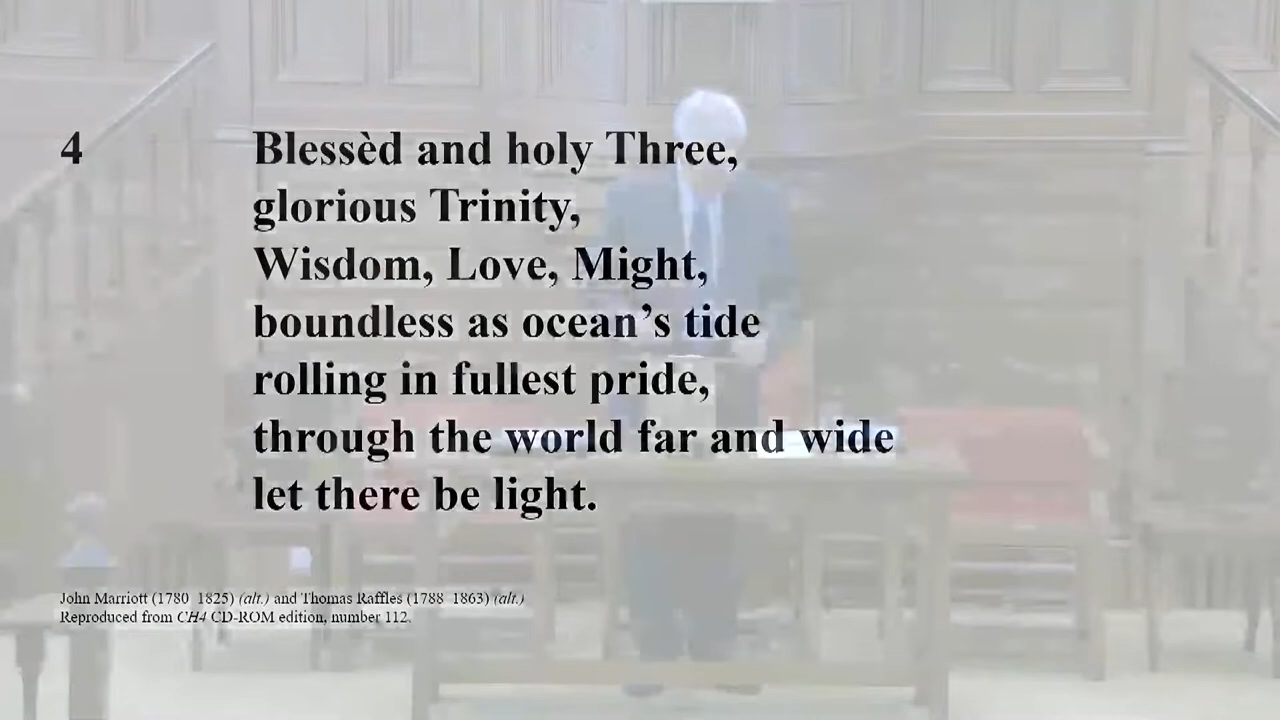 4 Blessèd and holy Three,
glorious Trinity,
Wisdom, Love, Might,
boundless as ocean’s tide
rolling in fullest pride,
through the world far and wide
let there be light.
John Marriott (1780 1825) (alt.) and Thomas Raffles (1788 1863) (alt.)
Reproduced from CH4 CD-ROM edition, number 112.